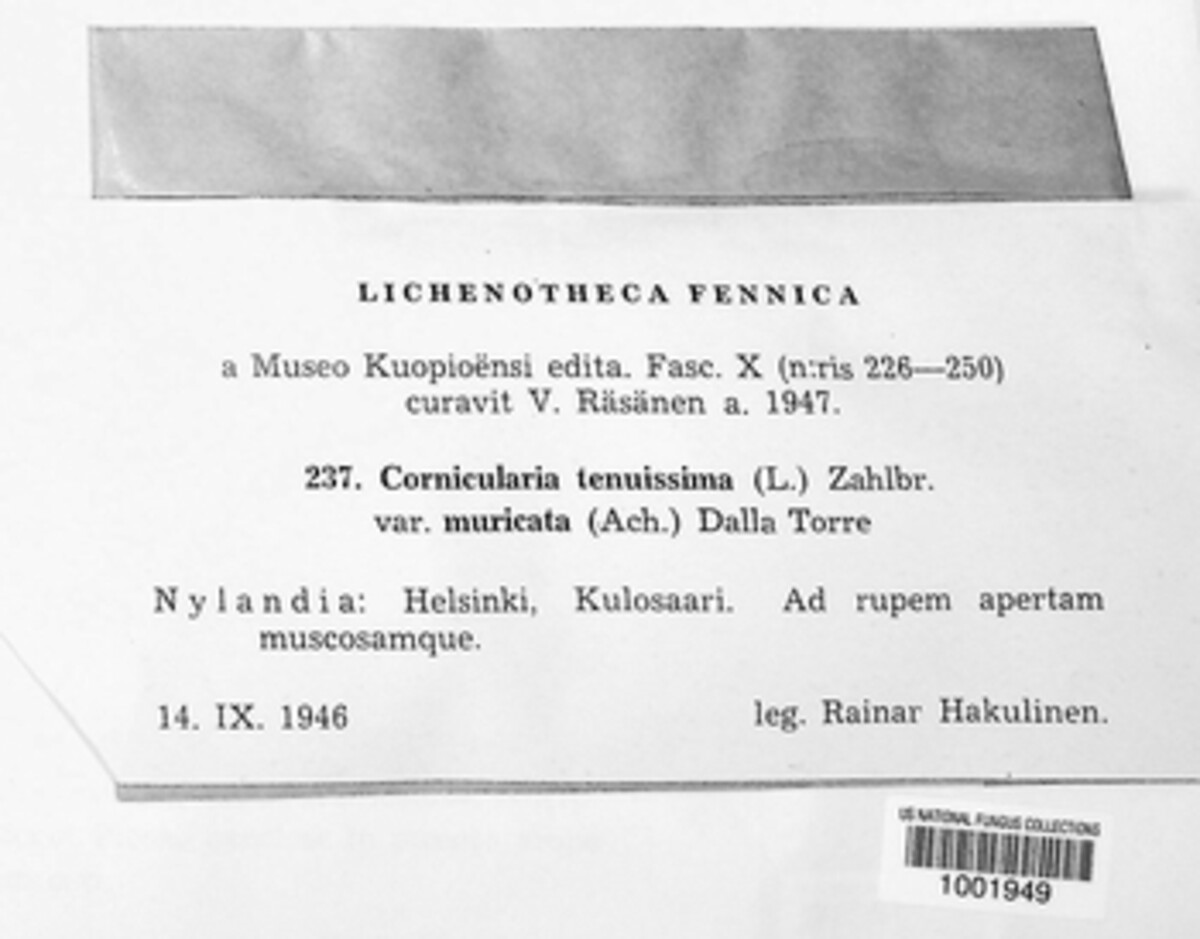 LICHENOTHECA FENNICA
a Museo Kuopioënsi edita. Fasc. X (n:ris 226—250)
curavit V. Räsänen a. 1947.
237. Cornicularia tenuissima (L.) Zahlbr.
var. muricata (Ach.) Dalla Torre
Nylandia: Helsinki, Kulosaari. Ad rupem apertam
muscosamque.
14. IX. 1946 leg. Rainar Hakulinen.
US NATIONAL FUNGUS COLLECTIONS
1001949